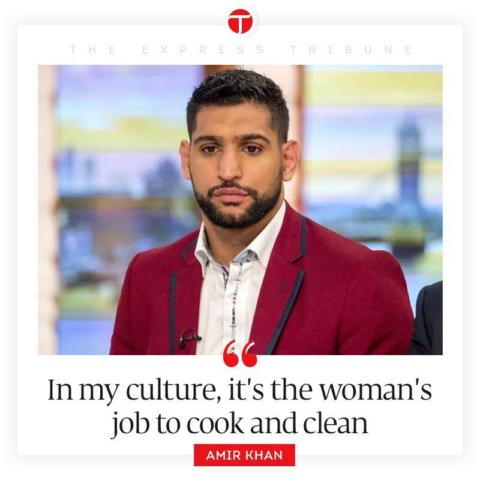 T
THE EXPRESS TRIBUNE
“
In my culture, it's the woman's
job to cook and clean
AMIR KHAN